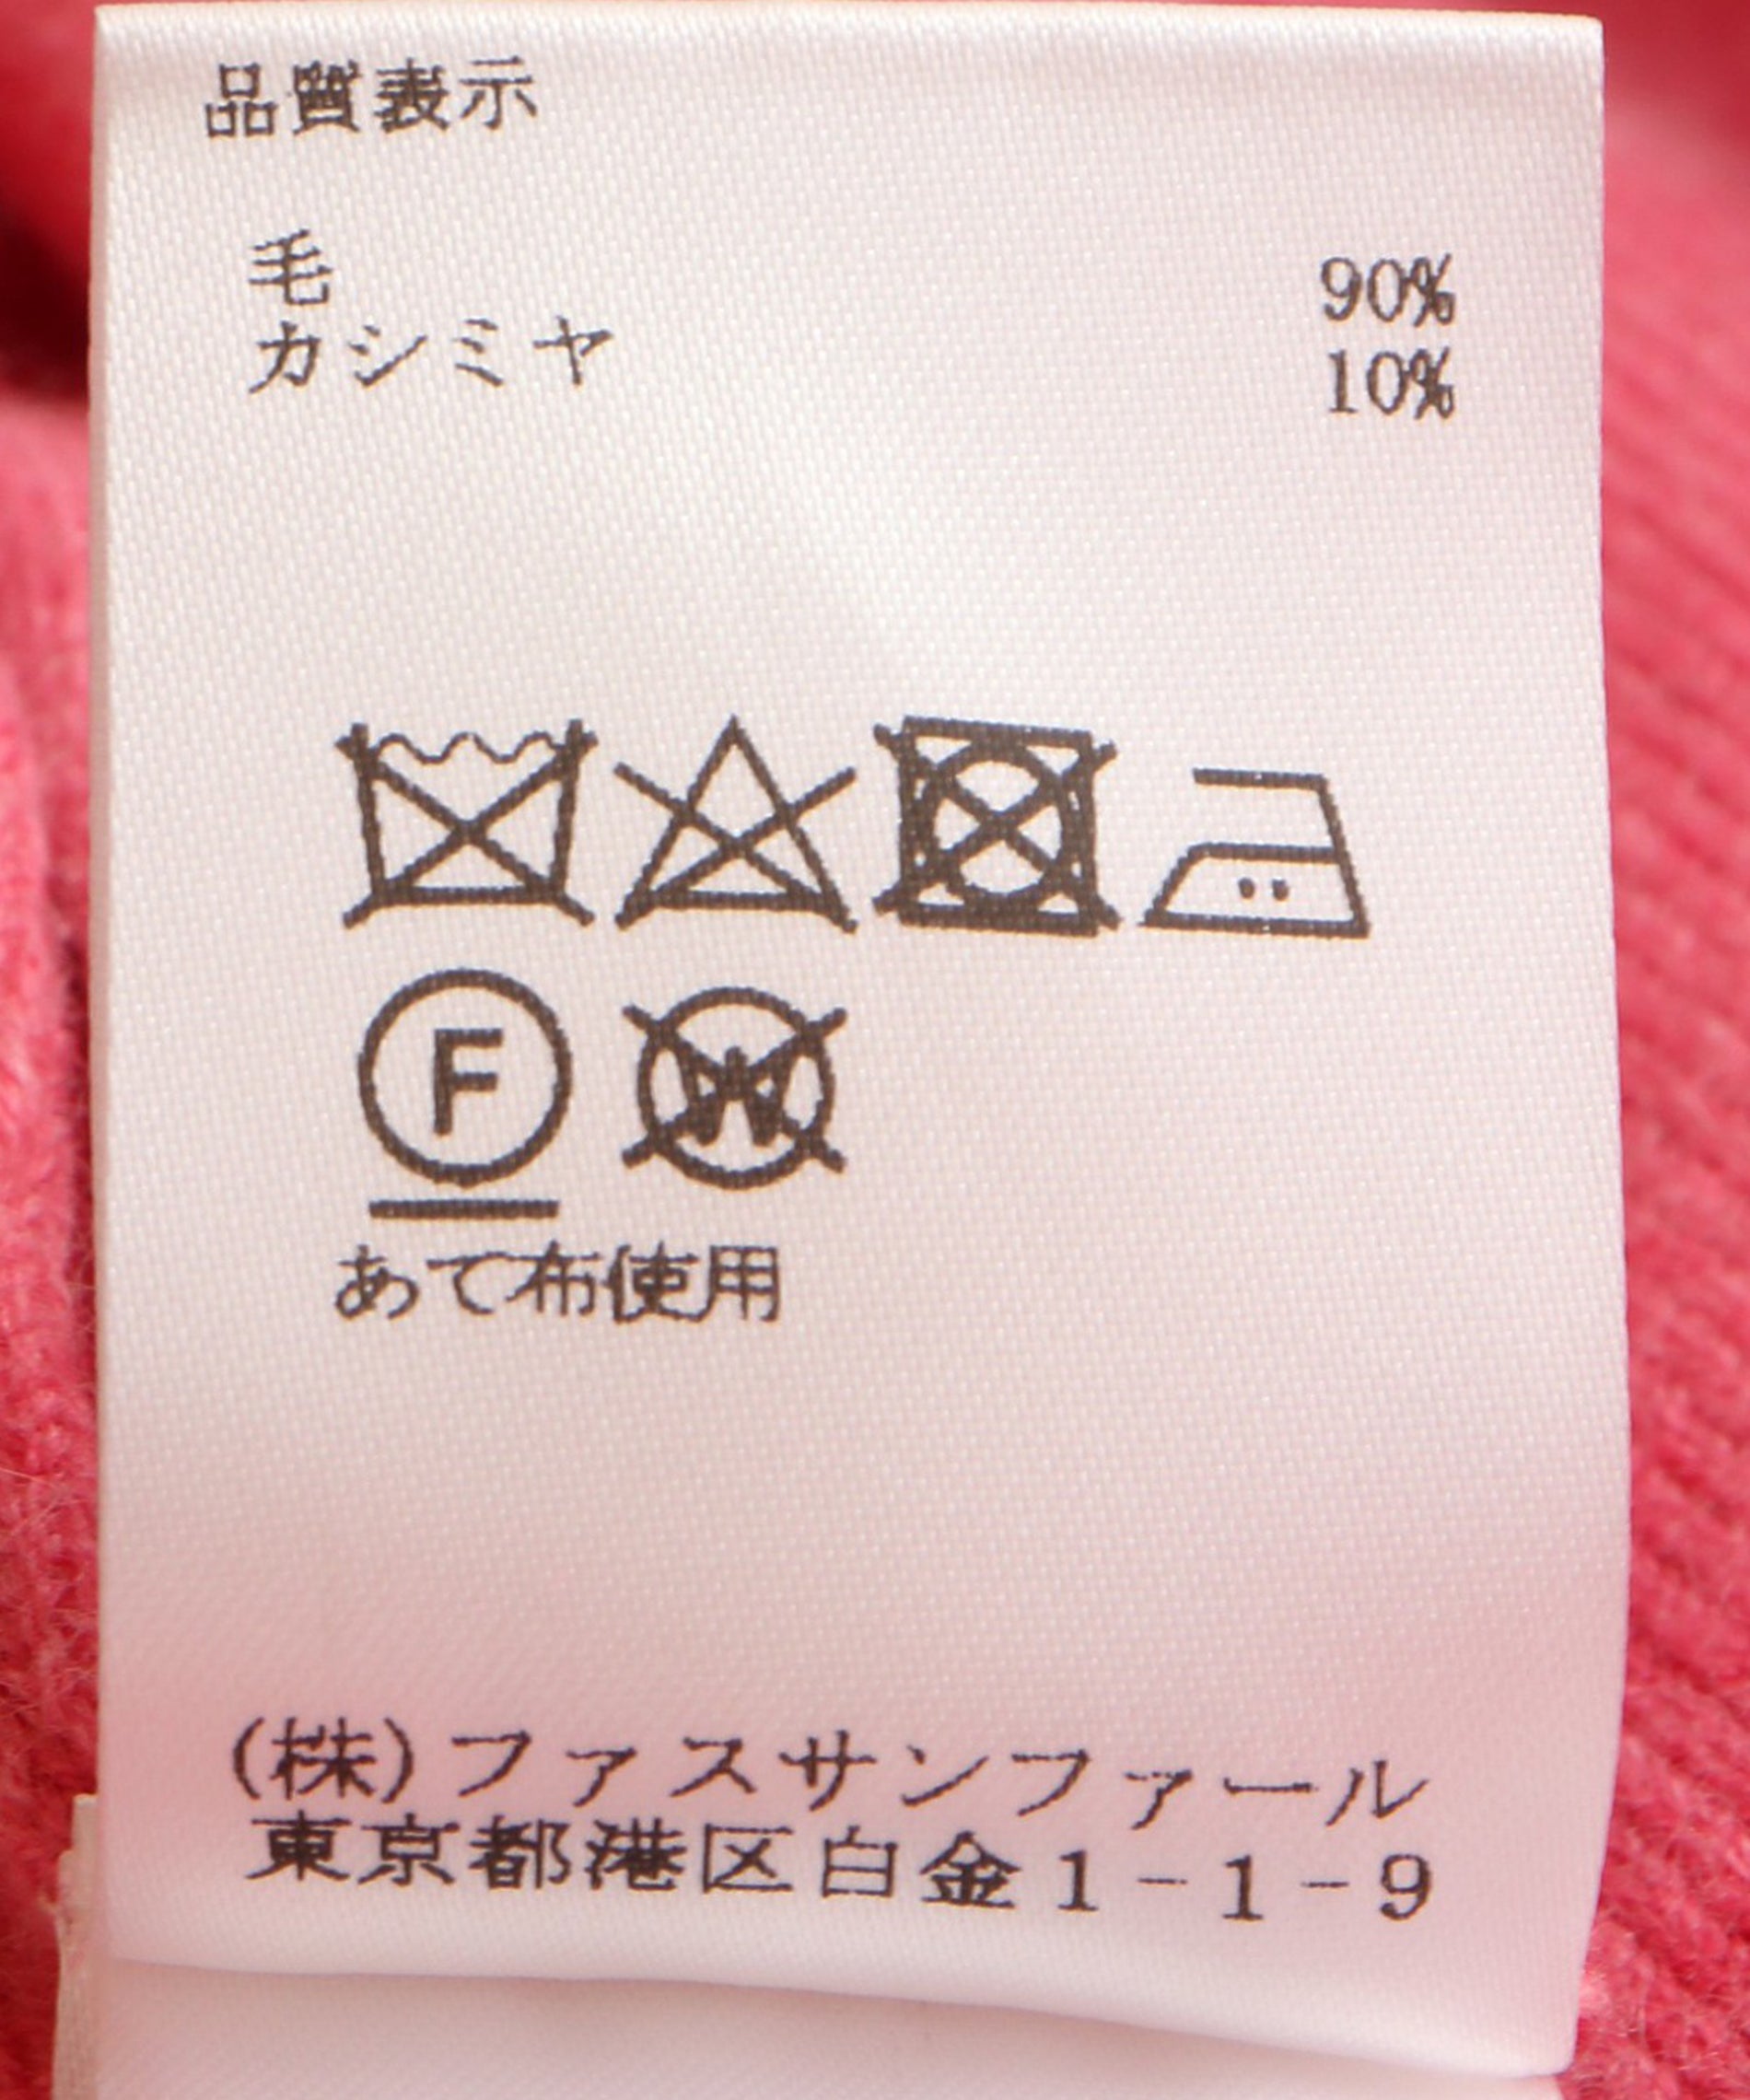 品質表示
毛 90%
カシミヤ 10%
F W
あて布使用
(株)ファスサンファール
東京都港区白金1-1-9